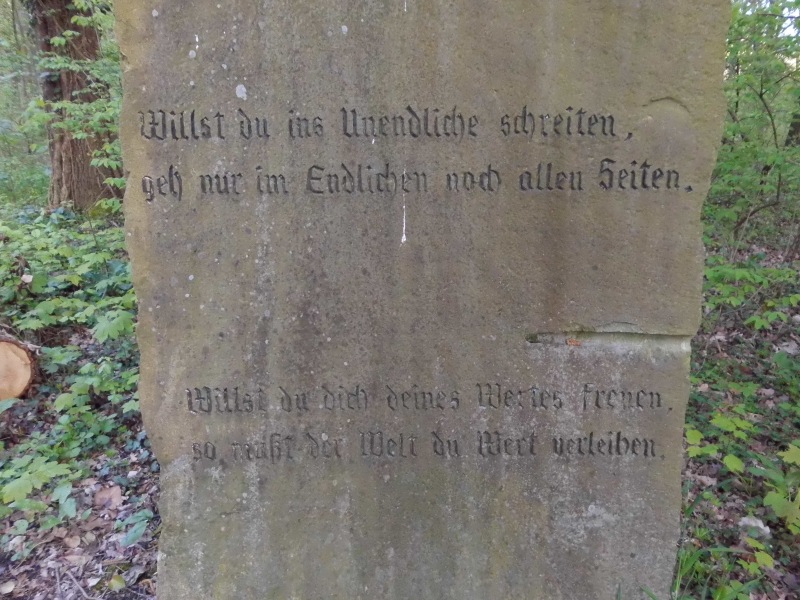 Willst du ins Unendliche schreiten,
geh nur im Endlichen nach allen Seiten.
Willst du dich deines Wertes freuen,
so mußt der Welt du Wert verleihen.